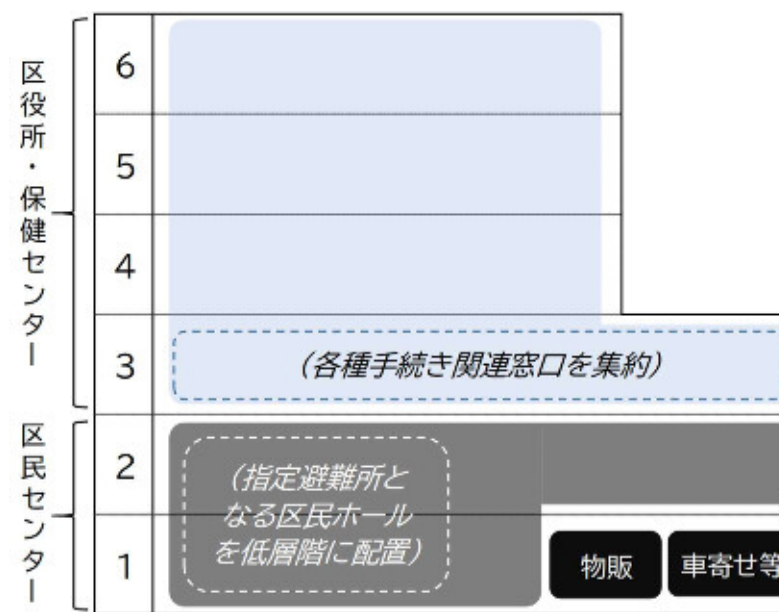 区役所・保健センター
6
5
4
3
（各種手続き関連窓口を集約）
区民センター
2
（指定避難所と
なる区民ホール
を低層階に配置）
1
物販
車寄せ等